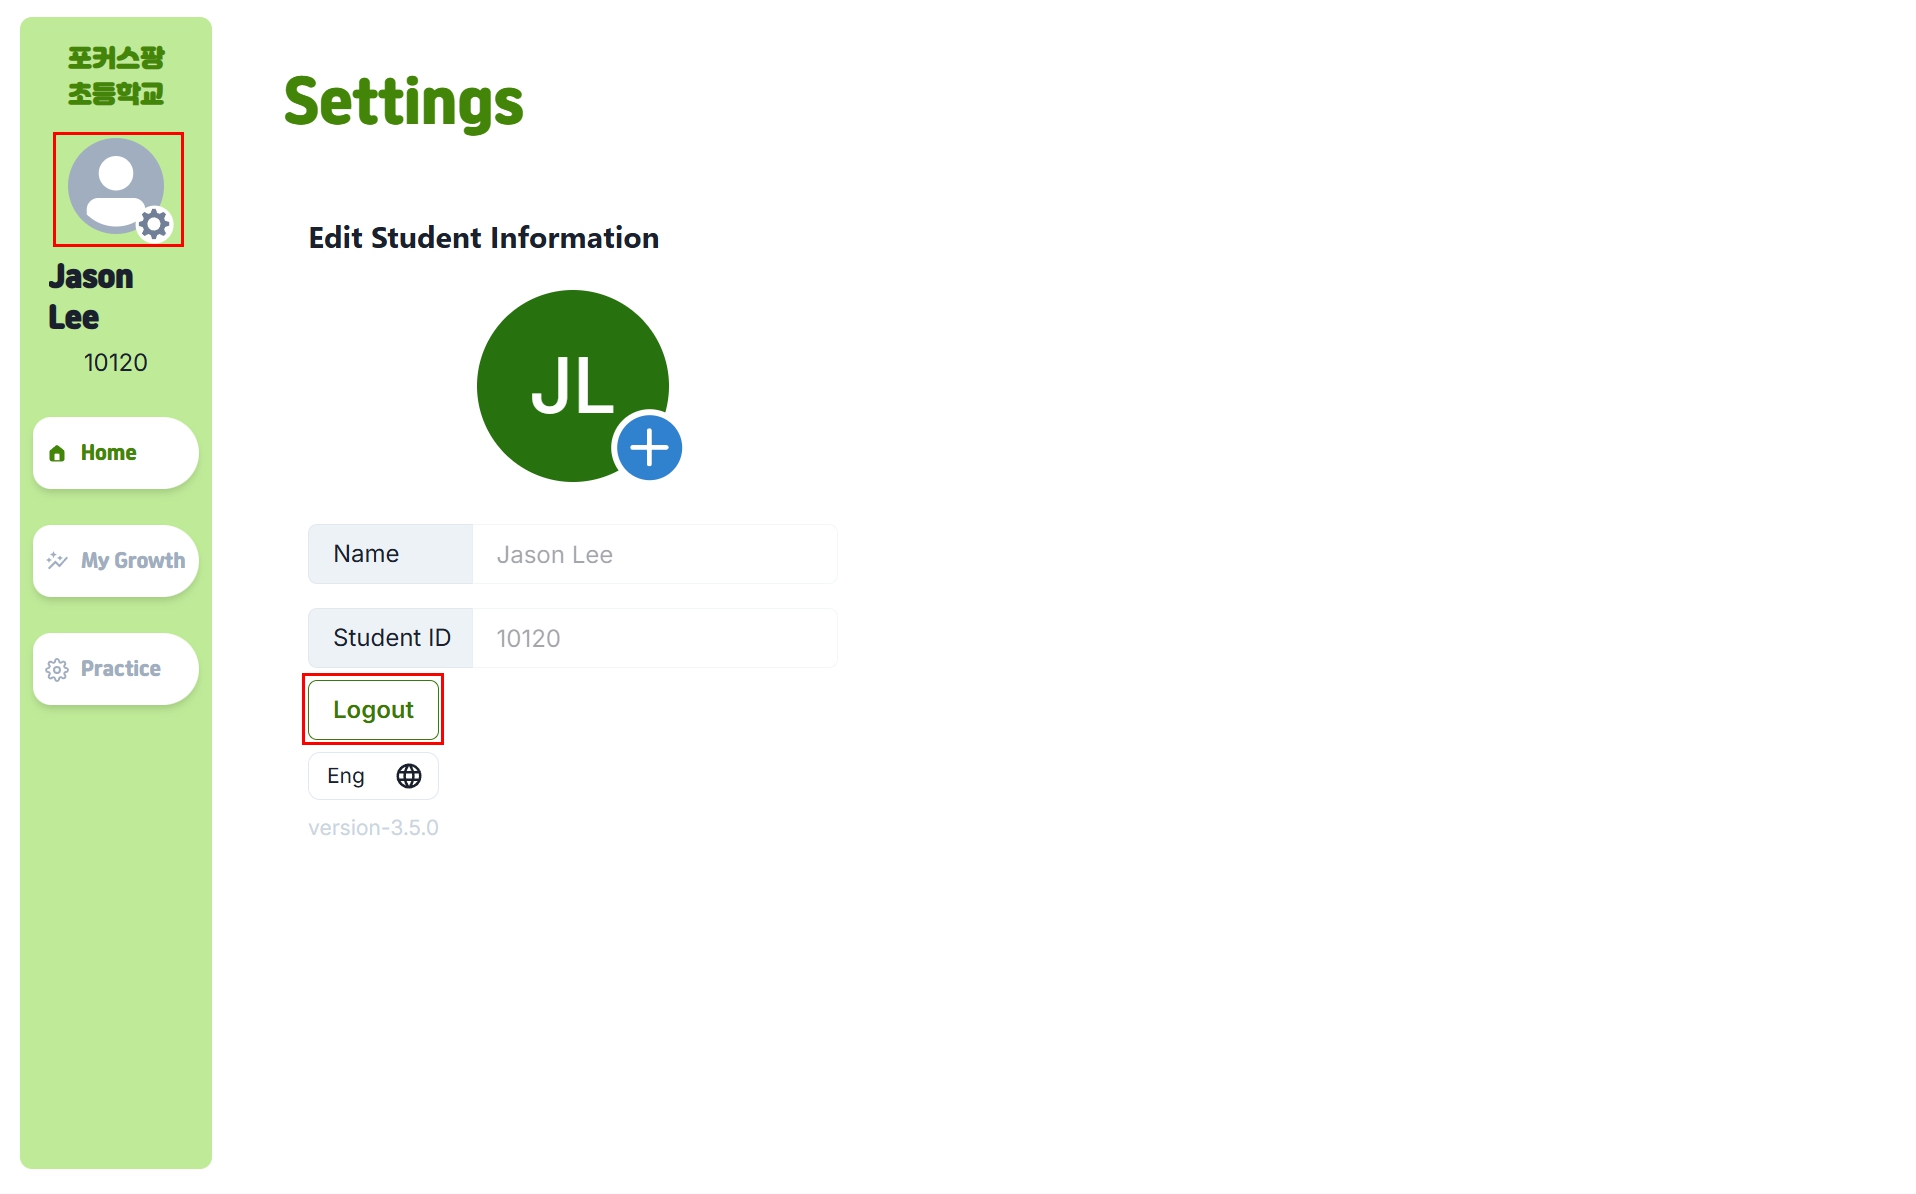 포커스팡
초등학교
Jason
Lee
10120
Home
My Growth
Practice
Settings
Edit Student Information
JL
Name
Jason Lee
Student ID
10120
Logout
Eng
version-3.5.0